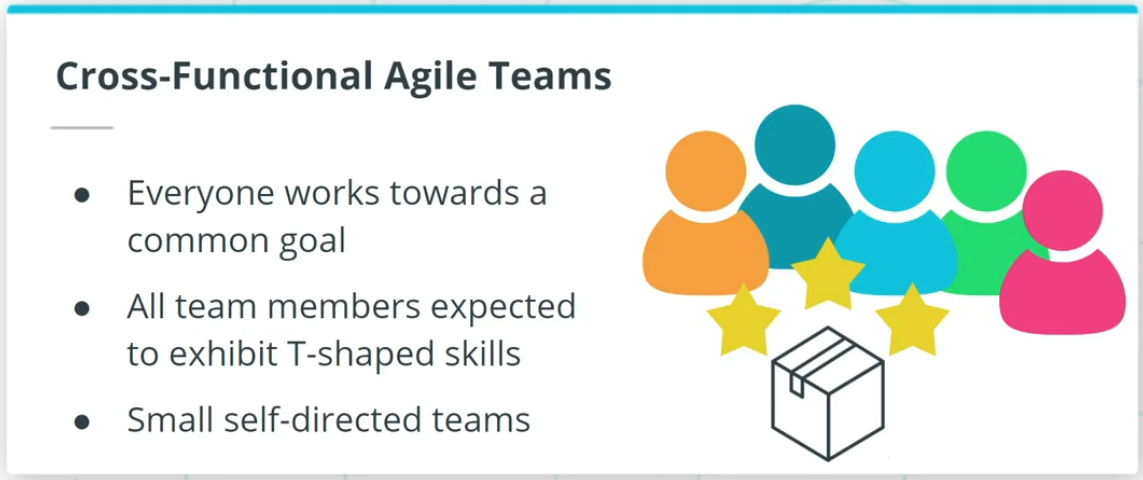 Cross-Functional Agile Teams
● Everyone works towards a
common goal
● All team members expected
to exhibit T-shaped skills
● Small self-directed teams